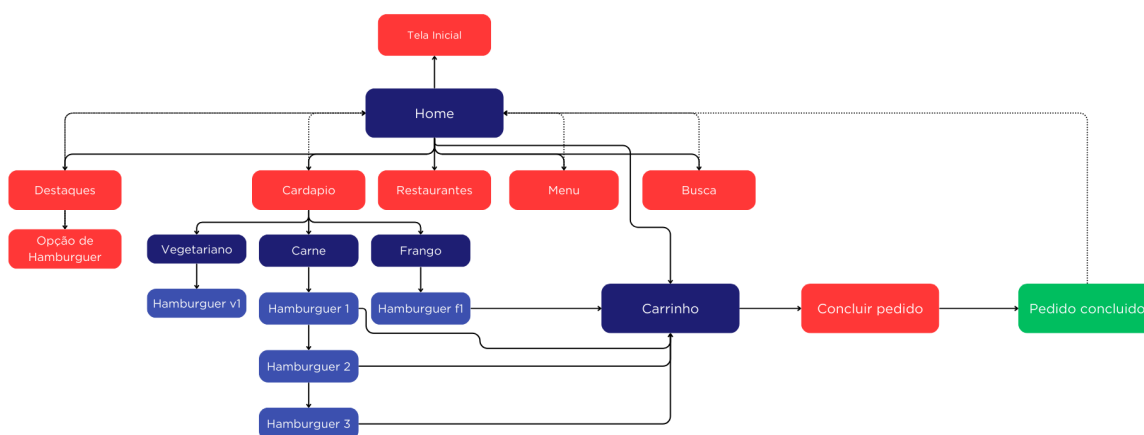 Tela Inicial
Home
Destaques
Cardapio
Restaurantes
Menu
Busca
Opção de
Hamburguer
Vegetariano
Carne
Frango
Hamburguer v1
Hamburguer 1
Hamburguer f1
Carrinho
Concluir pedido
Pedido concluido
Hamburguer 2
Hamburguer 3